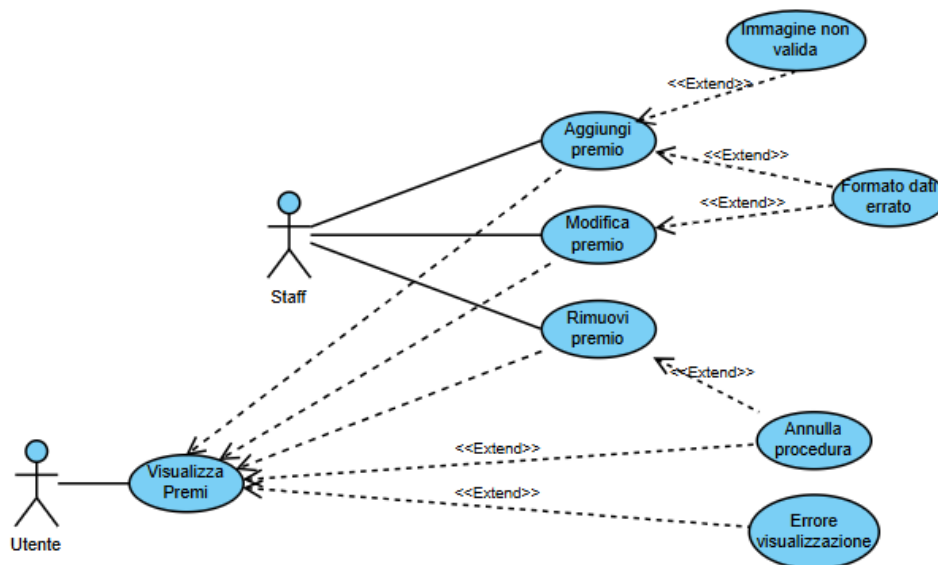 Immagine non
valida
<<Extend>>
Aggiungi
premio
<<Extend>>
Formato dati
errato
<<Extend>>
Modifica
premio
Staff
Rimuovi
premio
<<Extend>>
Annulla
procedura
<<Extend>>
Visualizza
Premi
<<Extend>>
Errore
visualizzazione
Utente